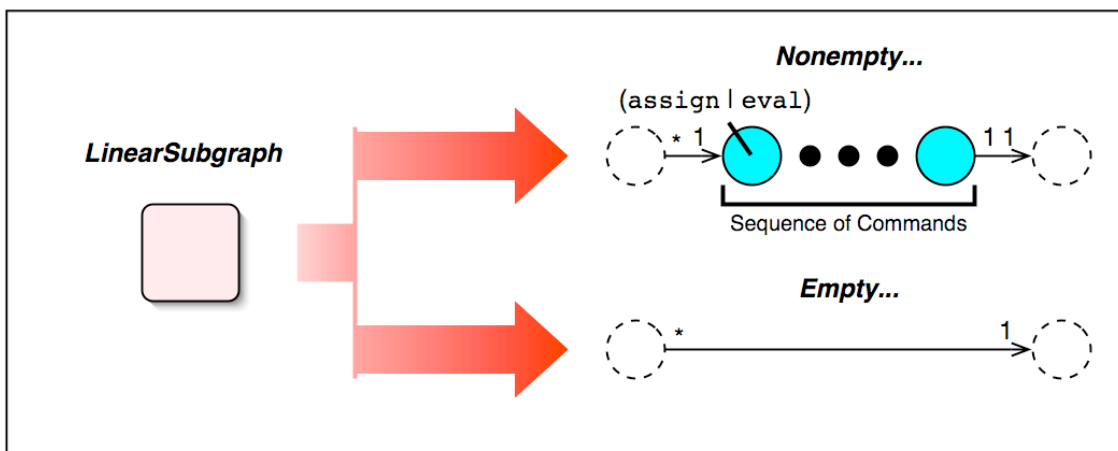 Nonempty...
(assign | eval)
* 1 1 1
LinearSubgraph
Sequence of Commands
Empty...
* 1